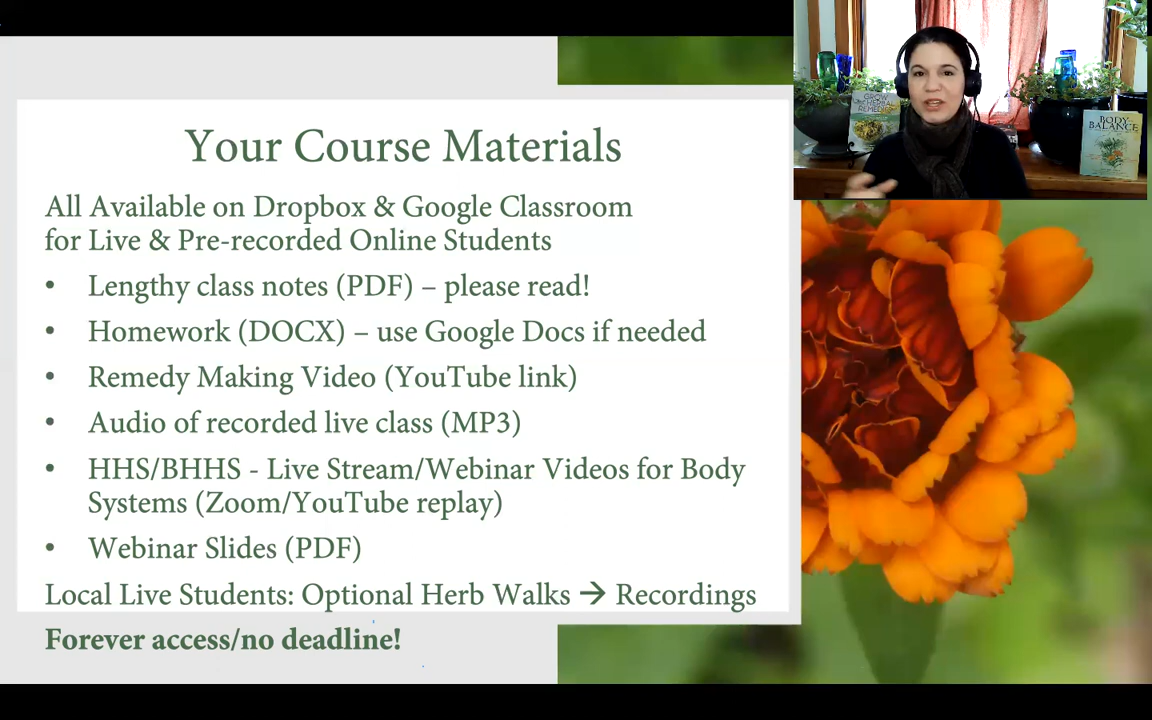 Your Course Materials
All Available on Dropbox & Google Classroom
for Live & Pre-recorded Online Students
• Lengthy class notes (PDF) – please read!
• Homework (DOCX) – use Google Docs if needed
• Remedy Making Video (YouTube link)
• Audio of recorded live class (MP3)
• HHS/BHHS - Live Stream/Webinar Videos for Body
Systems (Zoom/YouTube replay)
• Webinar Slides (PDF)
Local Live Students: Optional Herb Walks → Recordings
Forever access/no deadline!
GROW
REMEDIES
BODY
BALANCE